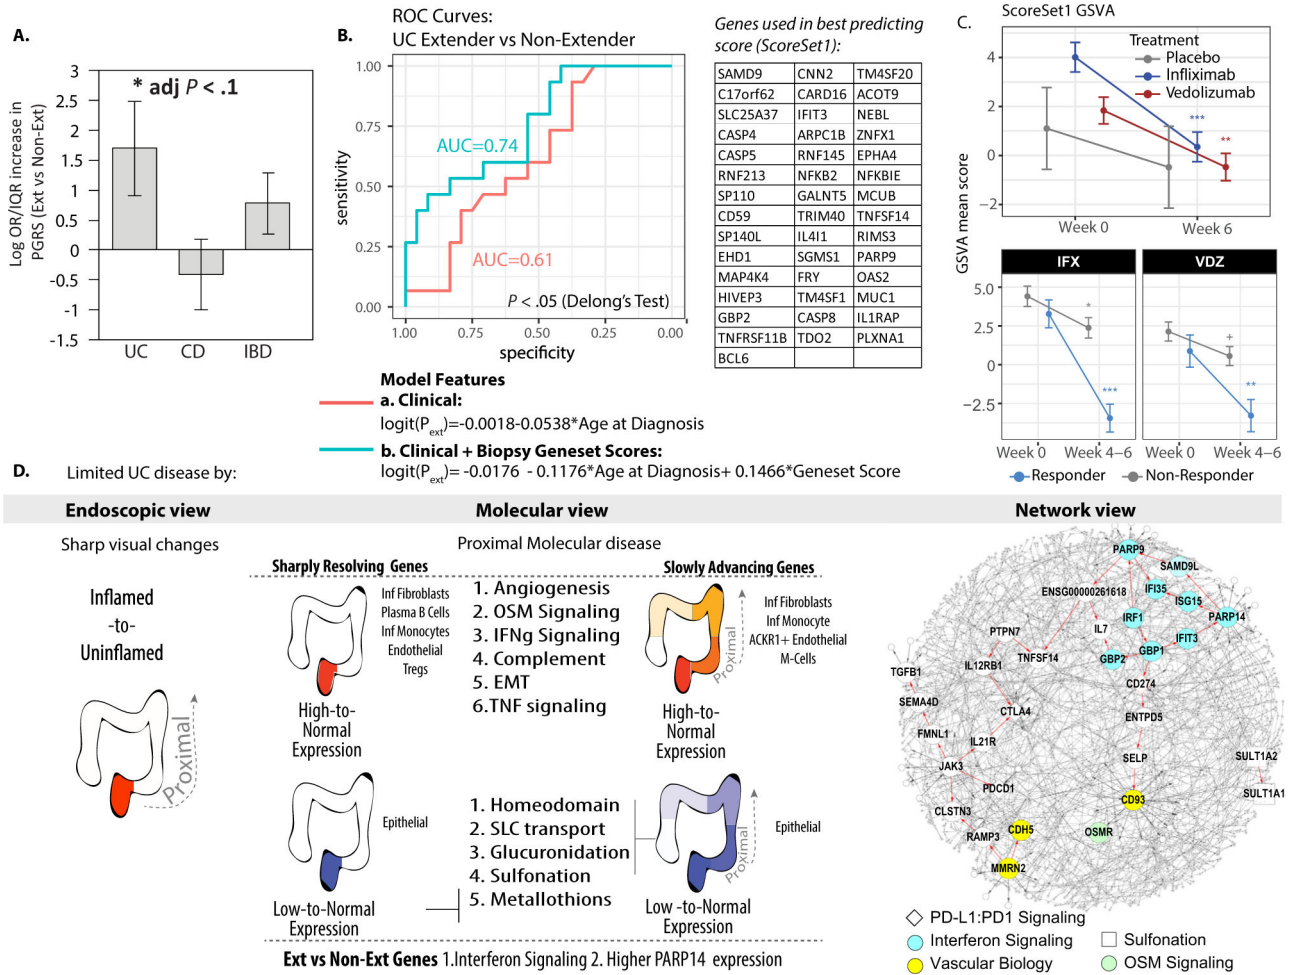 A.
* adj P < .1
Log OR/IQR increase in
PGRS (Ext vs Non-Ext)
3
2.5
2
1.5
1
0.5
0
-0.5
-1
-1.5
UC
CD
IBD
B.
ROC Curves:
UC Extender vs Non-Extender
sensitivity
1.00
0.75
0.50
0.25
0.00
AUC=0.74
AUC=0.61
P < .05 (Delong's Test)
1.00
0.75
0.50
0.25
0.00
specificity
Model Features
a. Clinical:
logit(Pext)=-0.0018-0.0538*Age at Diagnosis
b. Clinical + Biopsy Geneset Scores:
logit(Pext)= -0.0176 - 0.1176*Age at Diagnosis+ 0.1466*Geneset Score
Genes used in best predicting
score (ScoreSet1):
SAMD9 CNN2 TM4SF20
C17orf62 CARD16 ACOT9
SLC25A37 IFIT3 NEBL
CASP4 ARPC1B ZNFX1
CASP5 RNF145 EPHA4
RNF213 NFKB2 NFKBIE
SP110 GALNT5 MCUB
CD59 TRIM40 TNFSF14
SP140L IL4I1 RIMS3
EHD1 SGMS1 PARP9
MAP4K4 FRY OAS2
HIVEP3 TM4SF1 MUC1
GBP2 CASP8 IL1RAP
TNFRSF11B TDO2 PLXNA1
BCL6
C.
ScoreSet1 GSVA
Treatment
Placebo
Infliximab
Vedolizumab
GSVA mean score
4
2
0
−2
***
**
Week 0
Week 6
IFX
VDZ
5.0
2.5
0
−2.5
*
***
+
**
Week 0
Week 4−6
Week 0
Week 4−6
Responder
Non-Responder
D.
Limited UC disease by:
Endoscopic view
Molecular view
Network view
Sharp visual changes
Inflamed
-to-
Uninflamed
Proximal
Proximal Molecular disease
Sharply Resolving Genes
Slowly Advancing Genes
Inf Fibroblasts
Plasma B Cells
Inf Monocytes
Endothelial
Tregs
High-to-
Normal
Expression
1. Angiogenesis
2. OSM Signaling
3. IFNg Signaling
4. Complement
5. EMT
6.TNF signaling
Proximal
Inf Fibroblasts
Inf Monocyte
ACKR1+ Endothelial
M-Cells
High-to-
Normal
Expression
Epithelial
Low-to-Normal
Expression
1. Homeodomain
2. SLC transport
3. Glucuronidation
4. Sulfonation
5. Metallothions
Proximal
Epithelial
Low -to-Normal
Expression
Ext vs Non-Ext Genes 1.Interferon Signaling 2. Higher PARP14 expression
PARP9
SAMD9L
ENSG00000261618
IFI35
ISG15
IRF1
PARP14
IL7
PTPN7
IFIT3
TNFSF14
GBP1
GBP2
IL12RB1
TGFB1
CD274
SEMA4D
CTLA4
ENTPD5
FMNL1
IL21R
SELP
SULT1A2
JAK3
PDCD1
SULT1A1
CD93
CLSTN3
CDH5
OSMR
RAMP3
MMRN2
PD-L1:PD1 Signaling
Interferon Signaling
Sulfonation
Vascular Biology
OSM Signaling